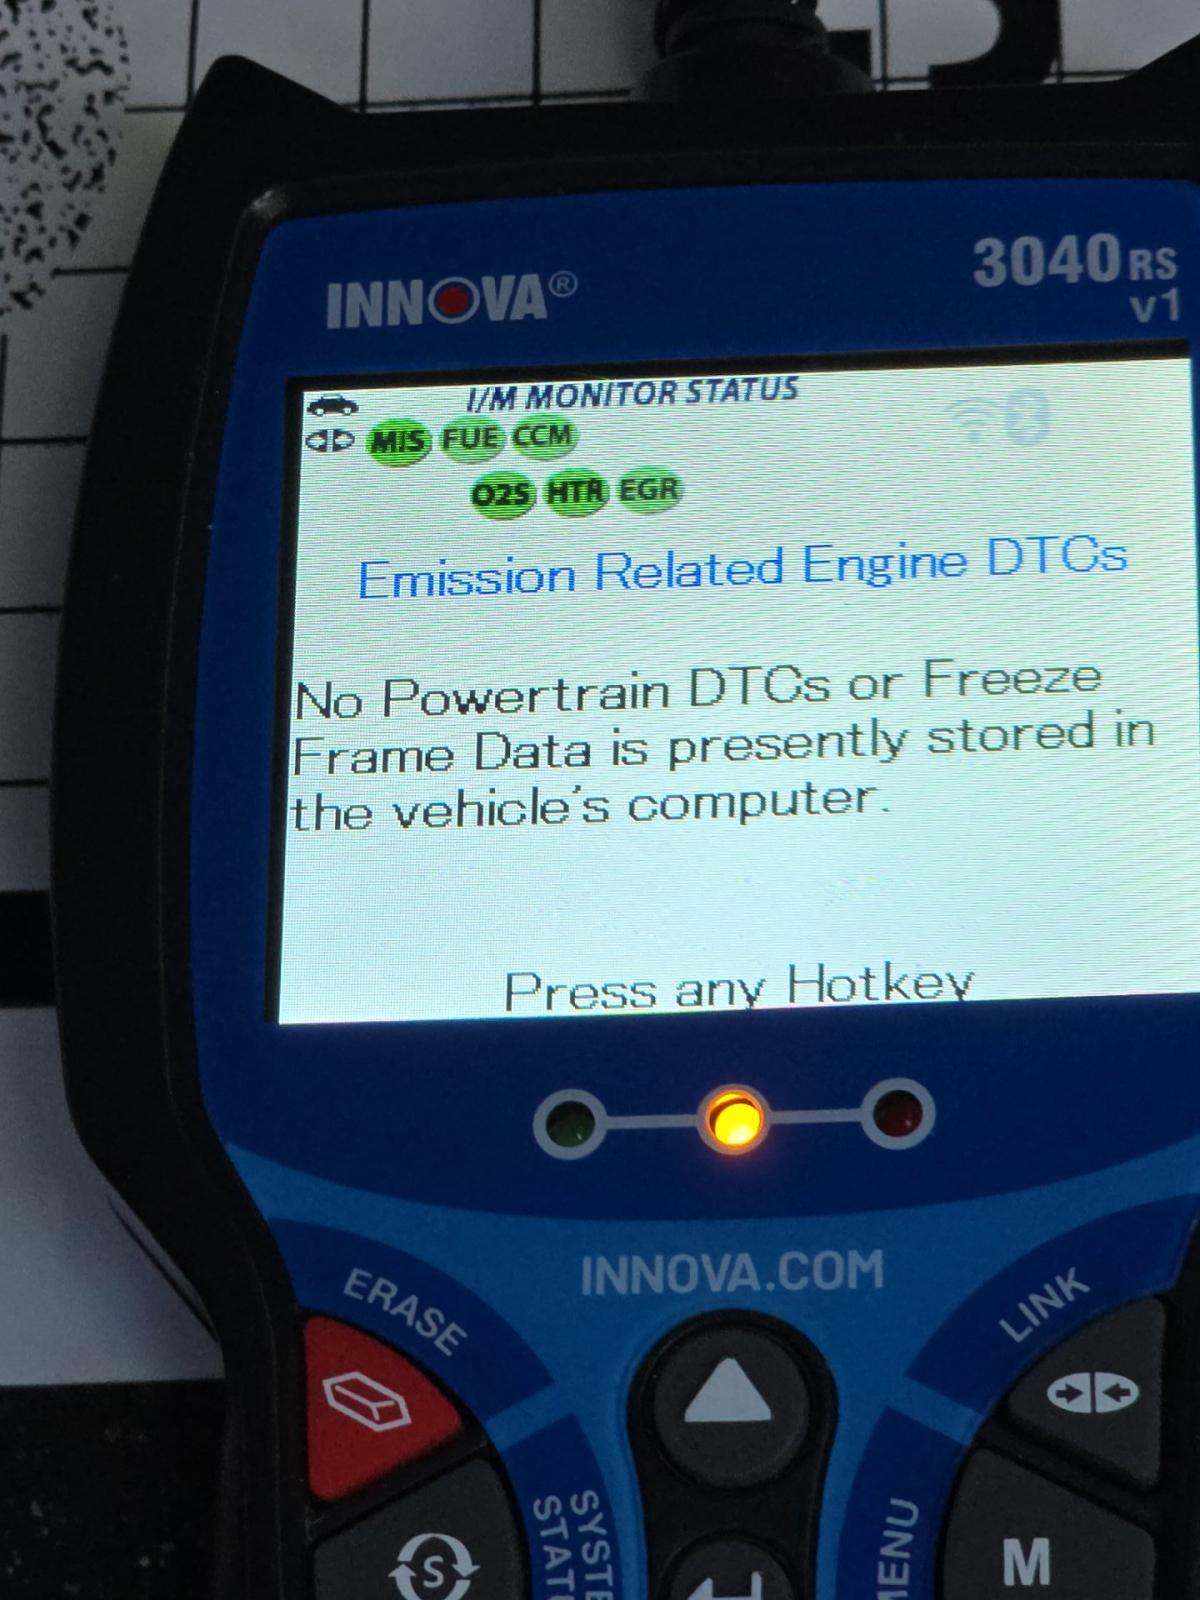 3040RS
INNOVA®
v1
I/M MONITOR STATUS
MIS FUE CCM
O2S HTR EGR
Emission Related Engine DTCs
No Powertrain DTCs or Freeze
Frame Data is presently stored in
the vehicle's computer.
Press any Hotkey
INNOVA.COM
ERASE
LINK
S
M